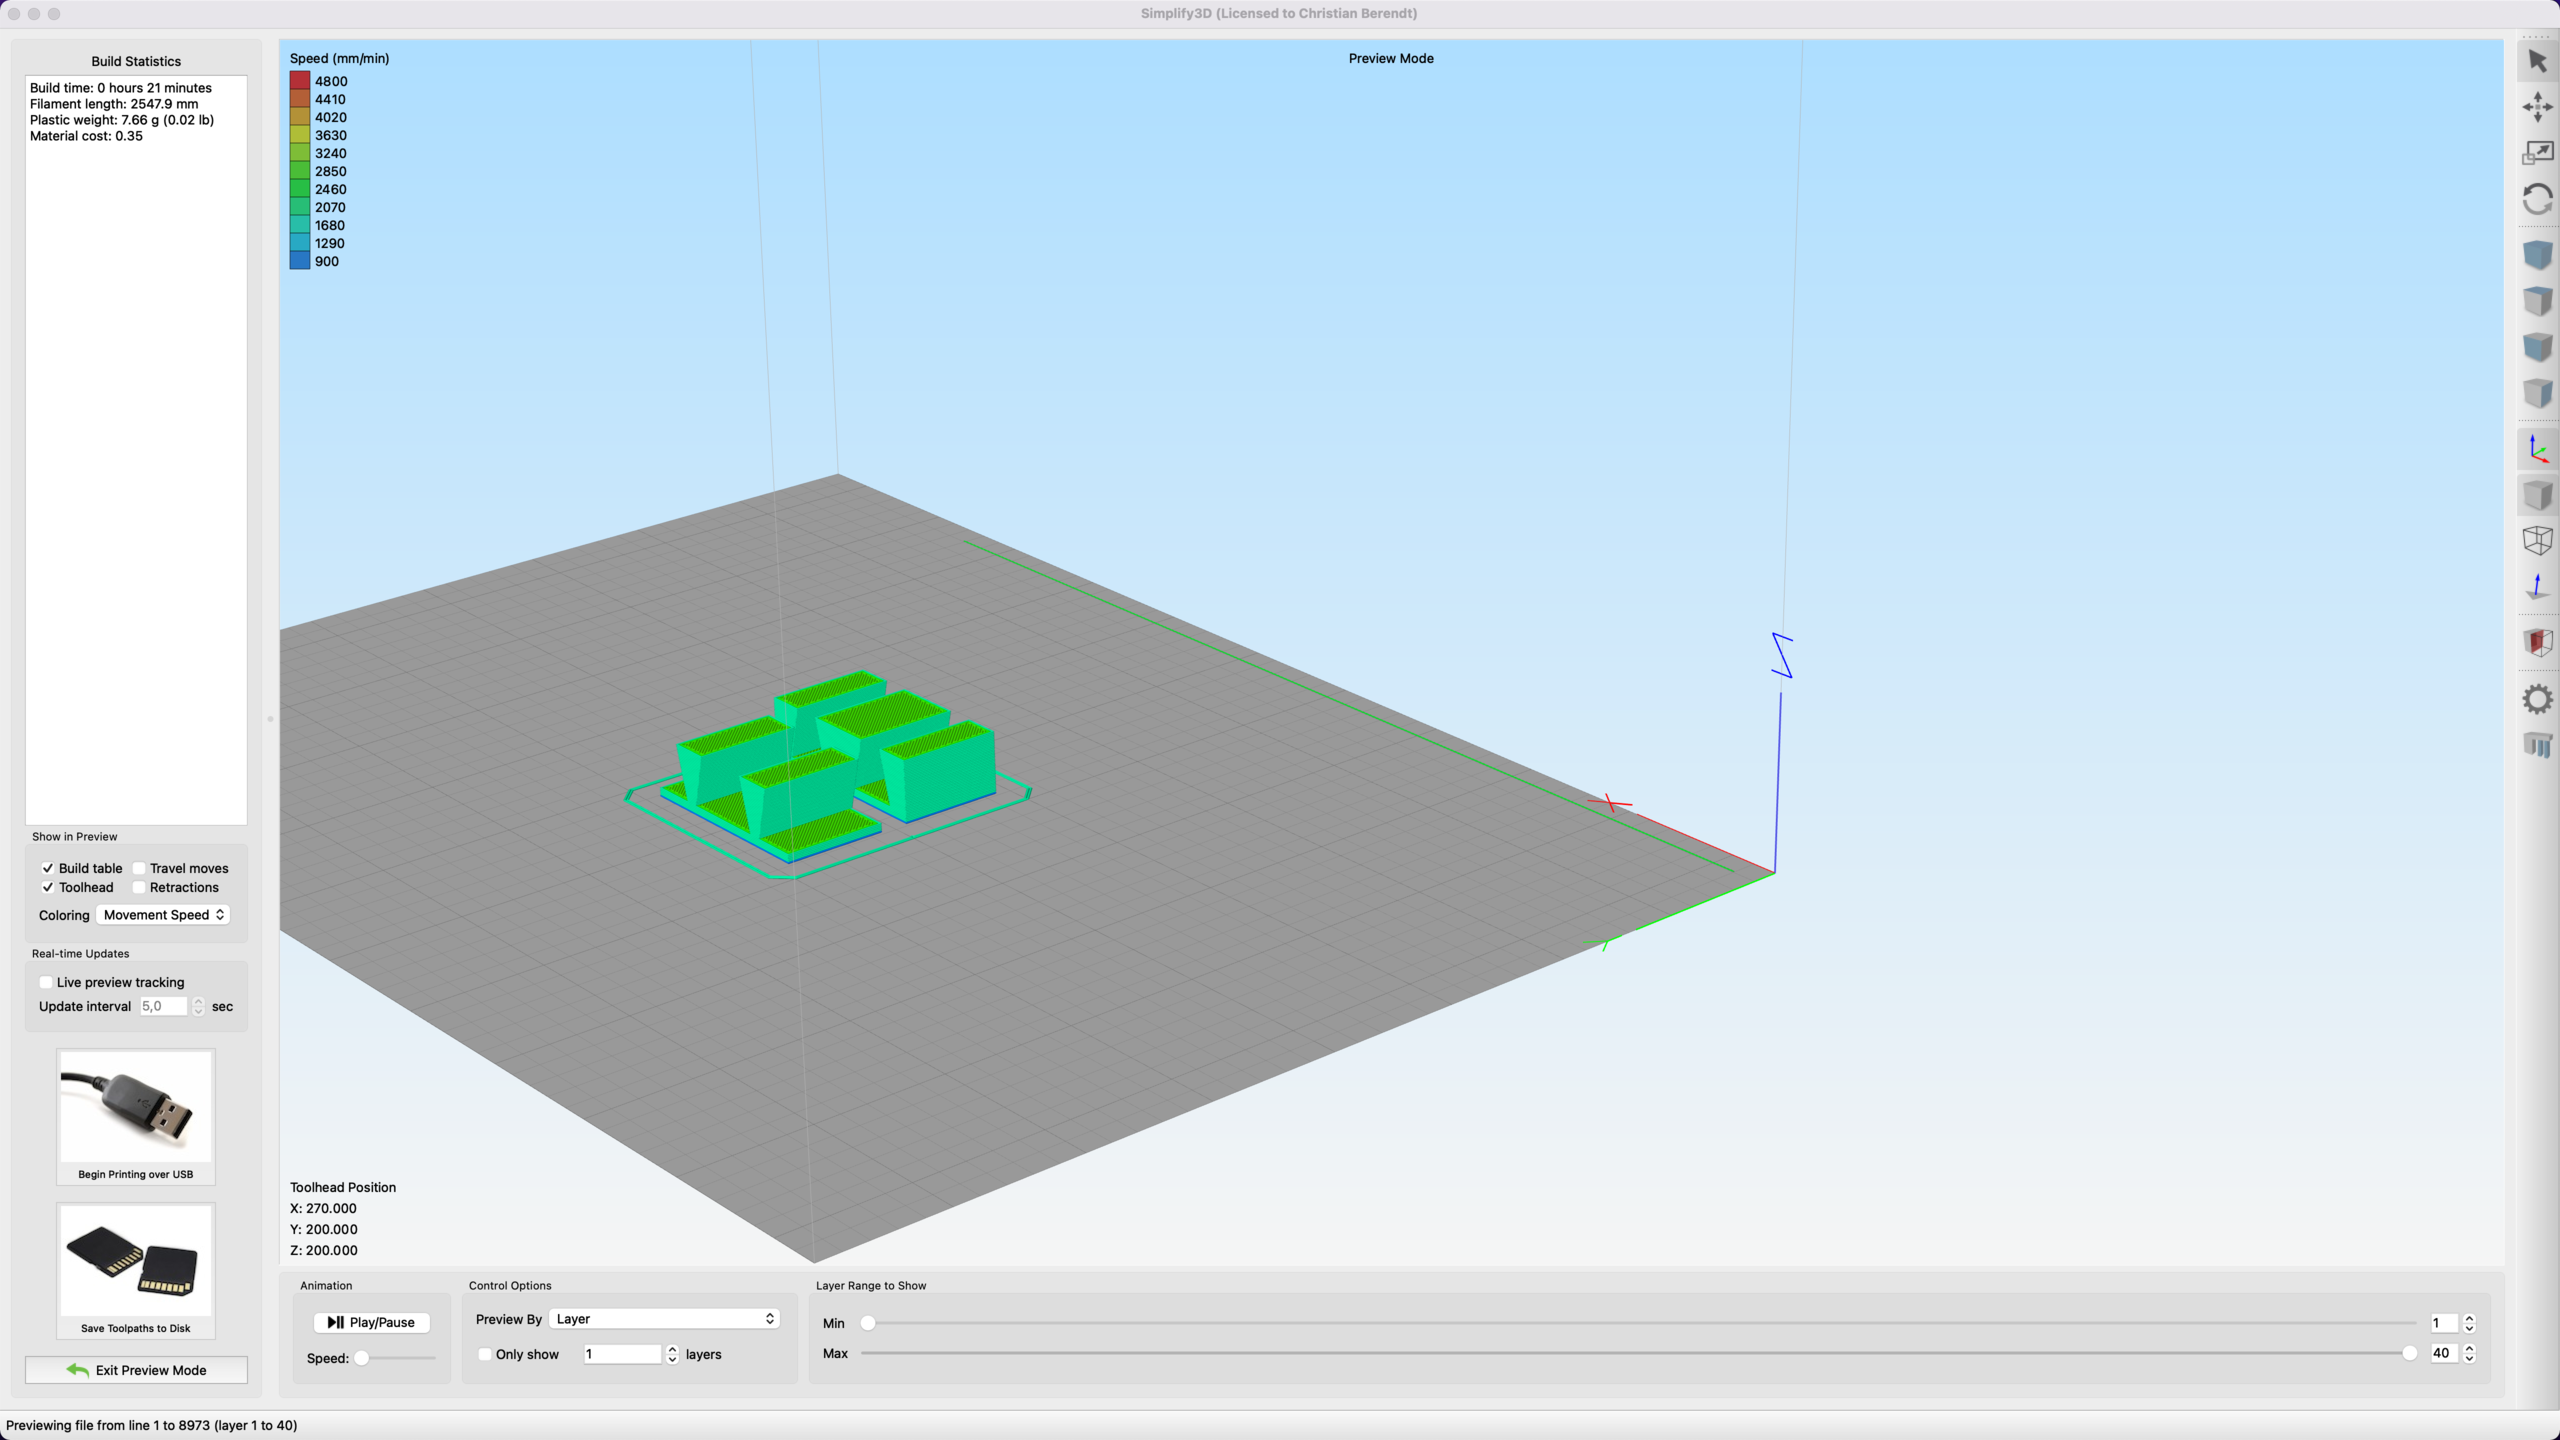 Simplify3D (Licensed to Christian Berendt)
Build Statistics
Build time: 0 hours 21 minutes
Filament length: 2547.9 mm
Plastic weight: 7.66 g (0.02 lb)
Material cost: 0.35
Speed (mm/min)
4800
4410
4020
3630
3240
2850
2460
2070
1680
1290
900
Preview Mode
Z
X
Y
Show in Preview
Build table
Travel moves
Toolhead
Retractions
Coloring Movement Speed
Real-time Updates
Live preview tracking
Update interval 5,0 sec
Begin Printing over USB
Save Toolpaths to Disk
Exit Preview Mode
Toolhead Position
X: 270.000
Y: 200.000
Z: 200.000
Animation
Play/Pause
Speed:
Control Options
Preview By Layer
Only show 1 layers
Layer Range to Show
Min 1
Max 40
Previewing file from line 1 to 8973 (layer 1 to 40)